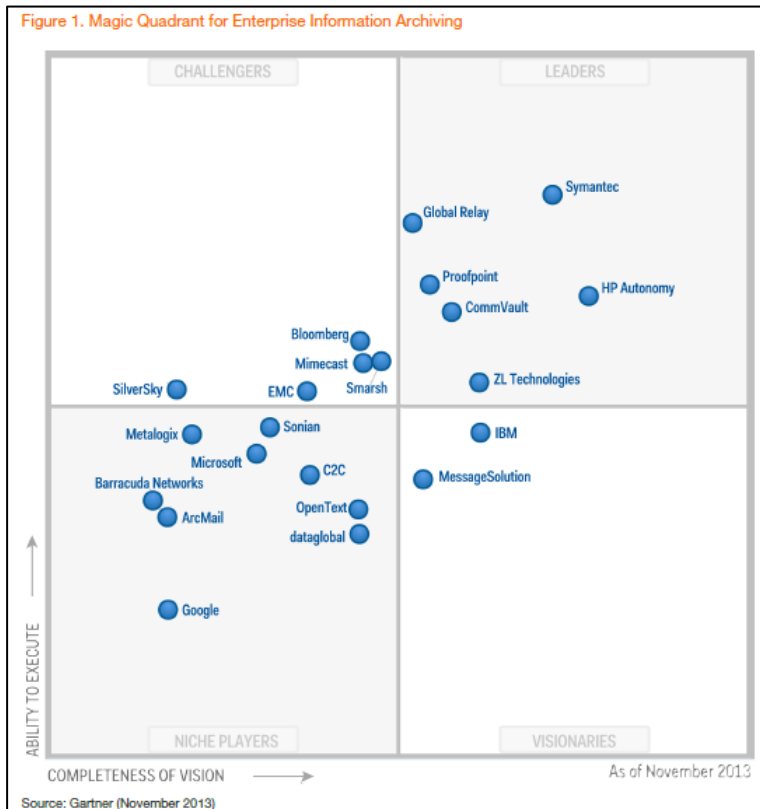 Figure 1. Magic Quadrant for Enterprise Information Archiving
CHALLENGERS
LEADERS
Symantec
Global Relay
Proofpoint
HP Autonomy
CommVault
Bloomberg
Mimecast
Smarsh
SilverSky
EMC
ZL Technologies
Metalogix
Sonian
IBM
Microsoft
C2C
MessageSolution
Barracuda Networks
ArcMail
OpenText
dataglobal
Google
ABILITY TO EXECUTE
NICHE PLAYERS
VISIONARIES
COMPLETENESS OF VISION
As of November 2013
Source: Gartner (November 2013)